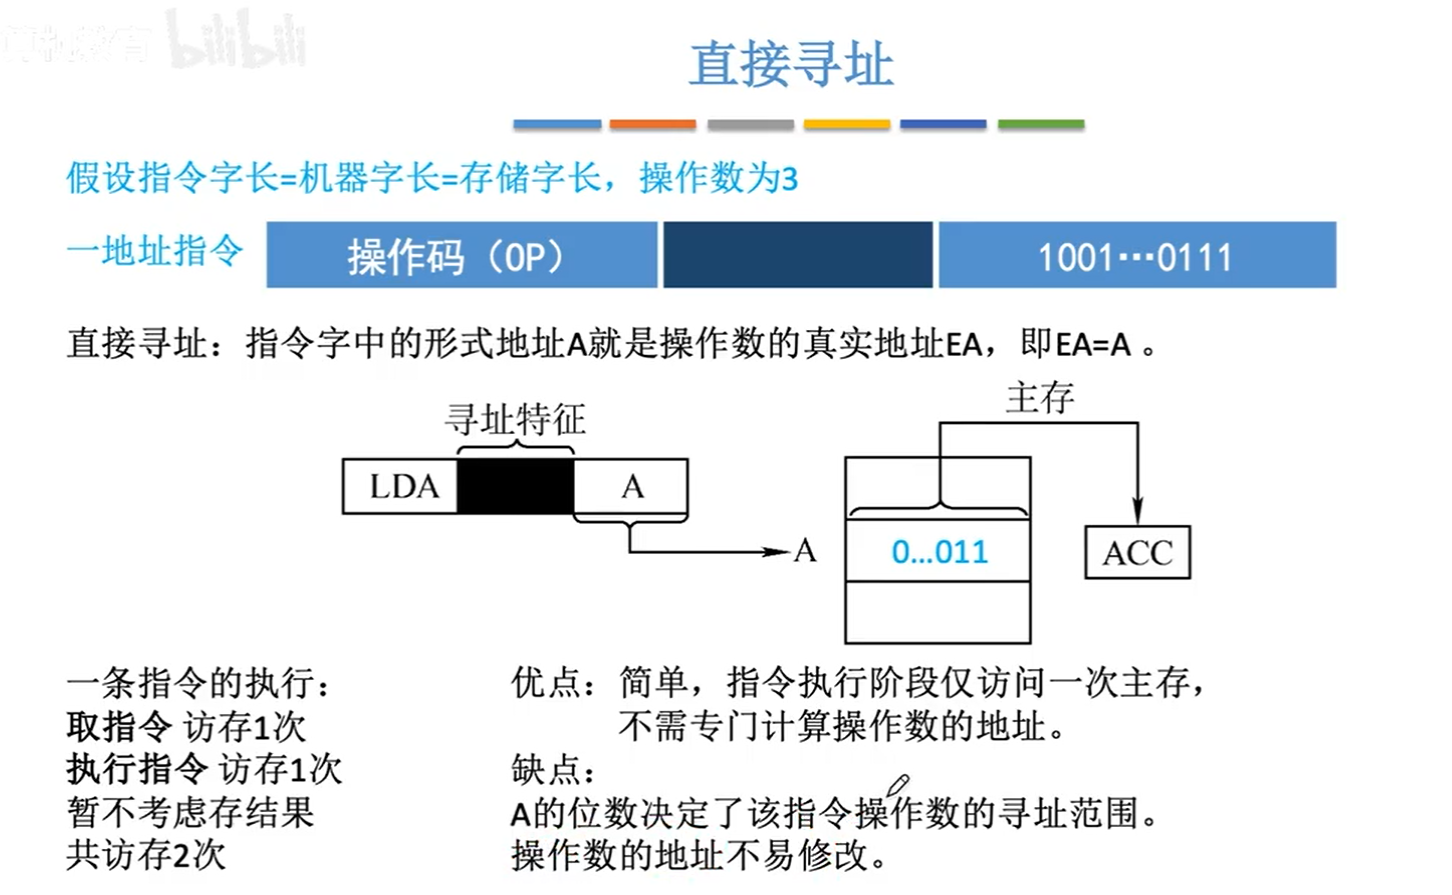 bilibili
直接寻址
假设指令字长=机器字长=存储字长，操作数为3
一地址指令 操作码（OP） 1001…0111
直接寻址：指令字中的形式地址A就是操作数的真实地址EA，即EA=A 。
主存
寻址特征
LDA A
A 0...011 ACC
一条指令的执行：
取指令 访存1次
执行指令 访存1次
暂不考虑存结果
共访存2次
优点：简单，指令执行阶段仅访问一次主存，
不需专门计算操作数的地址。
缺点：
A的位数决定了该指令操作数的寻址范围。
操作数的地址不易修改。